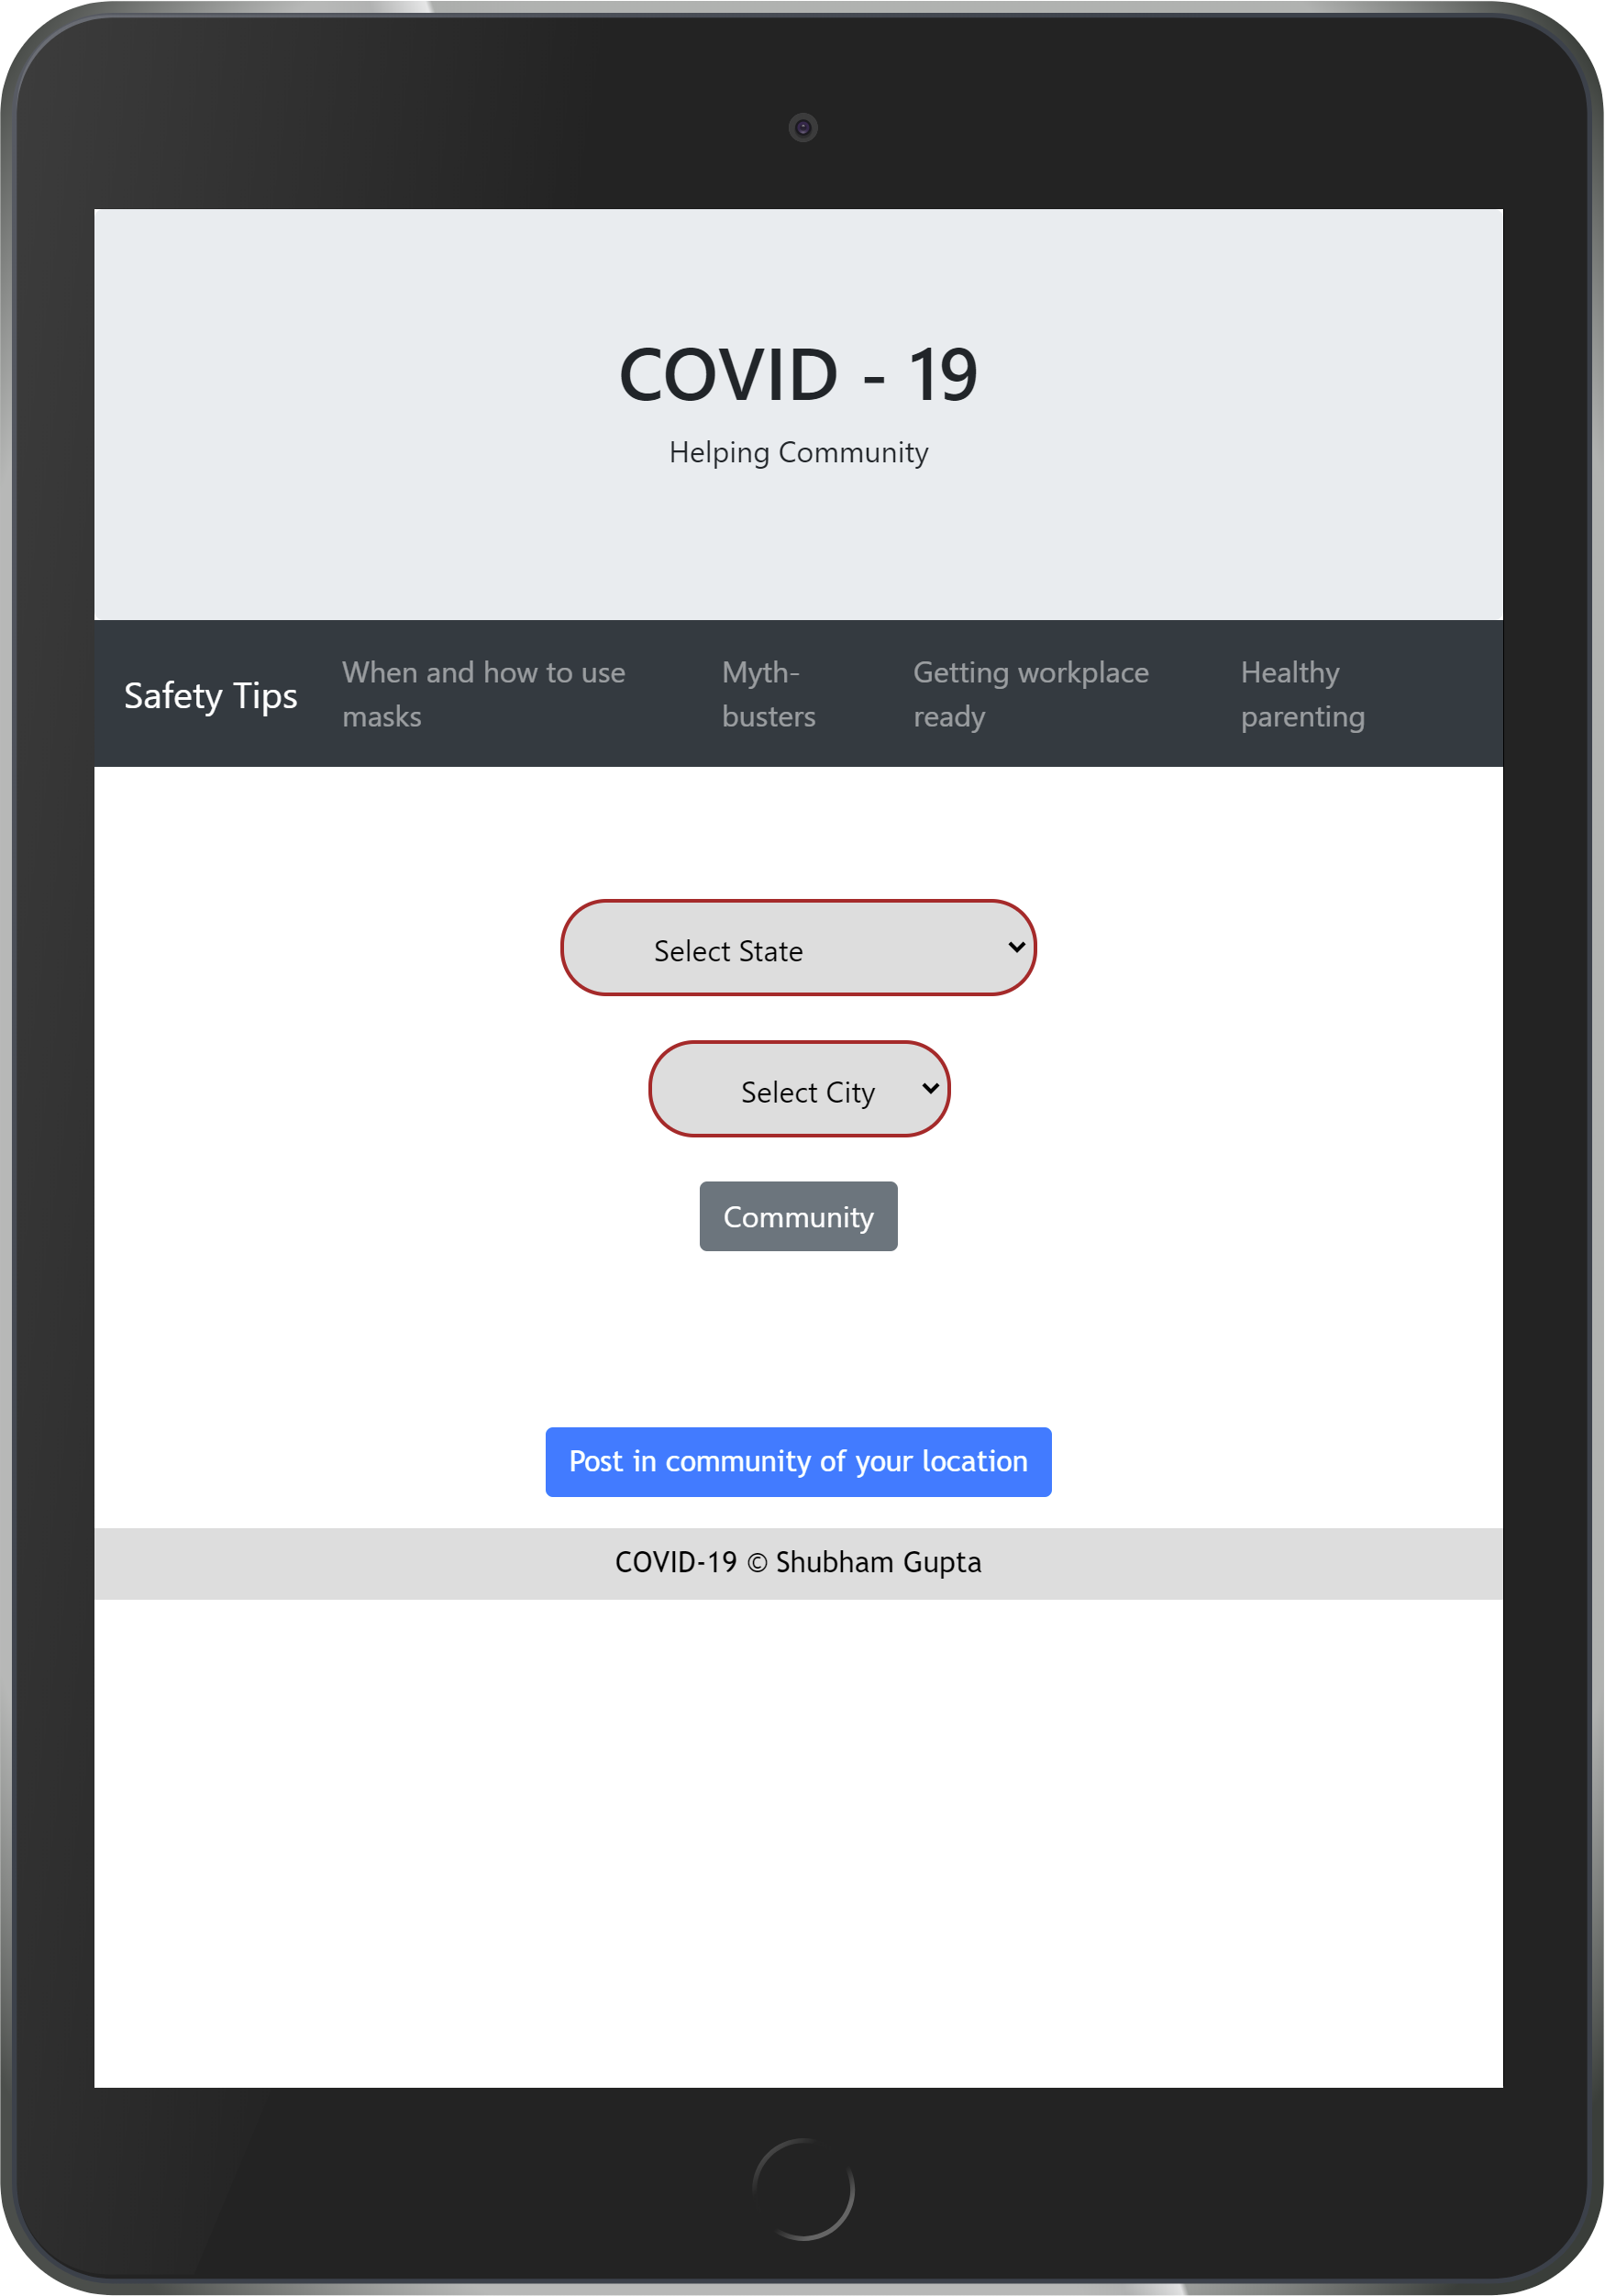 COVID - 19
Helping Community
Safety Tips
When and how to use
masks
Myth-
busters
Getting workplace
ready
Healthy
parenting
Select State
Select City
Community
Post in community of your location
COVID-19 © Shubham Gupta